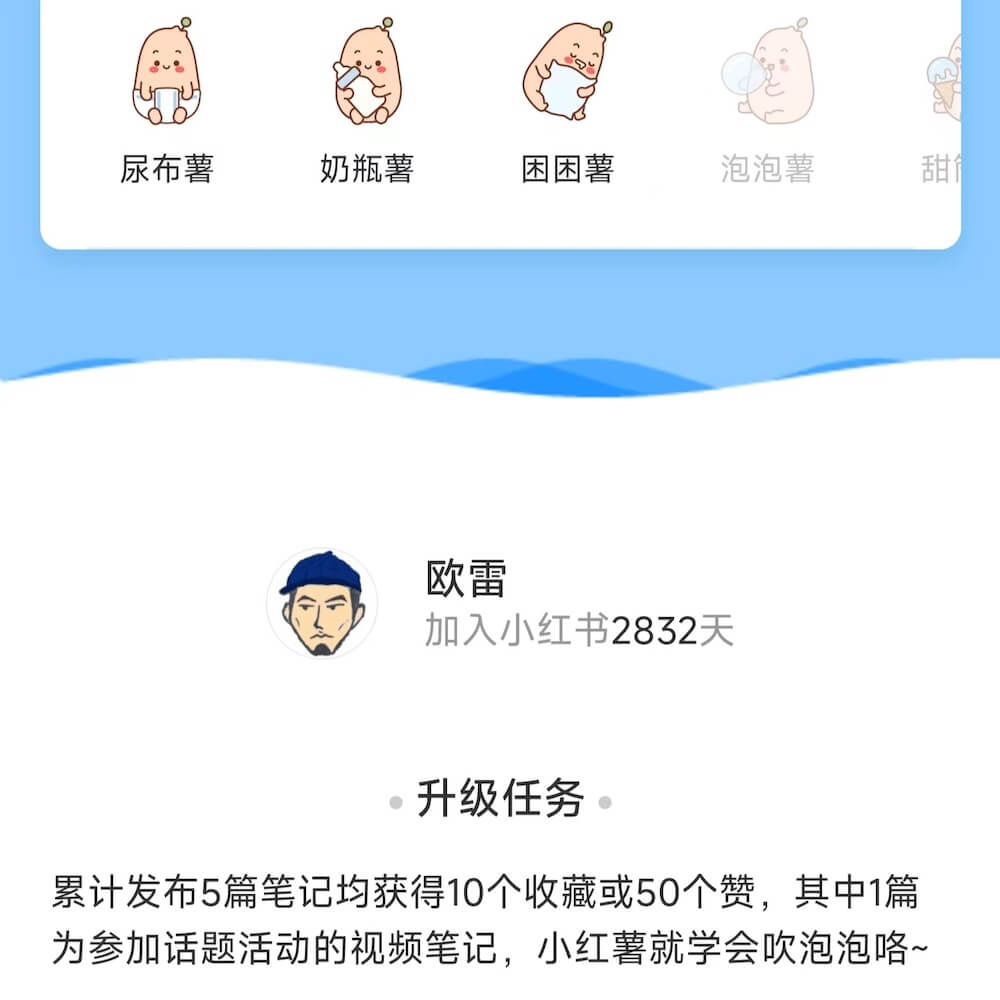 尿布薯 奶瓶薯 困困薯 泡泡薯 甜
欧雷
加入小红书2832天
升级任务
累计发布5篇笔记均获得10个收藏或50个赞，其中1篇
为参加话题活动的视频笔记，小红薯就学会吹泡泡咯~